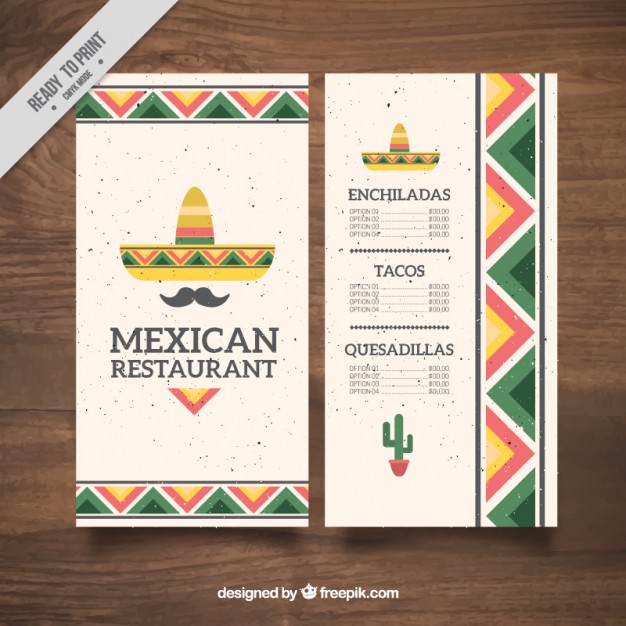 READY TO PRINT
CMYK MODE
MEXICAN
RESTAURANT
ENCHILADAS
OPTION 01 $00,00
OPTION 02 $00,00
OPTION 03 $00,00
OPTION 04 $00,00
TACOS
OPTION 01 $00,00
OPTION 02 $00,00
OPTION 03 $00,00
OPTION 04 $00,00
QUESADILLAS
OPTION 01 $00,00
OPTION 02 $00,00
OPTION 03 $00,00
OPTION 04 $00,00
designed by freepik.com